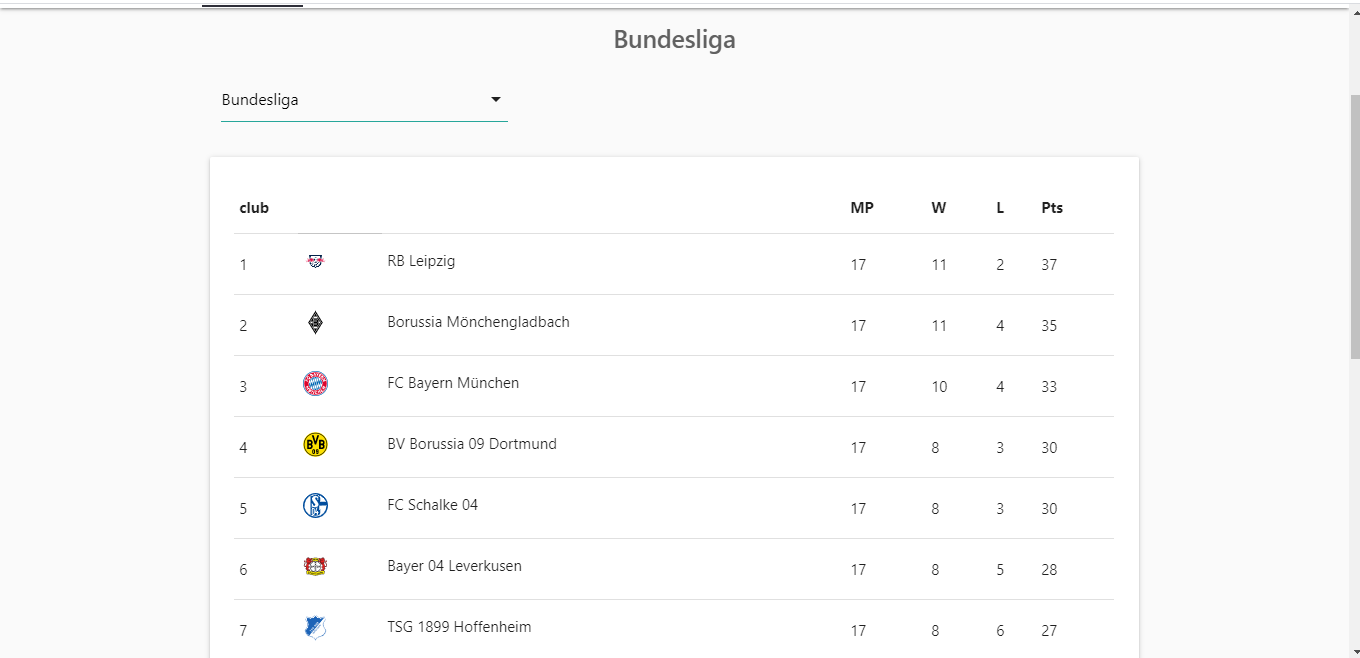 Bundesliga
Bundesliga
club MP W L Pts
1 RB Leipzig 17 11 2 37
2 Borussia Mönchengladbach 17 11 4 35
3 FC Bayern München 17 10 4 33
4 BVB 09 BV Borussia 09 Dortmund 17 8 3 30
5 FC Schalke 04 17 8 3 30
6 Bayer 04 Leverkusen 17 8 5 28
7 TSG 1899 Hoffenheim 17 8 6 27